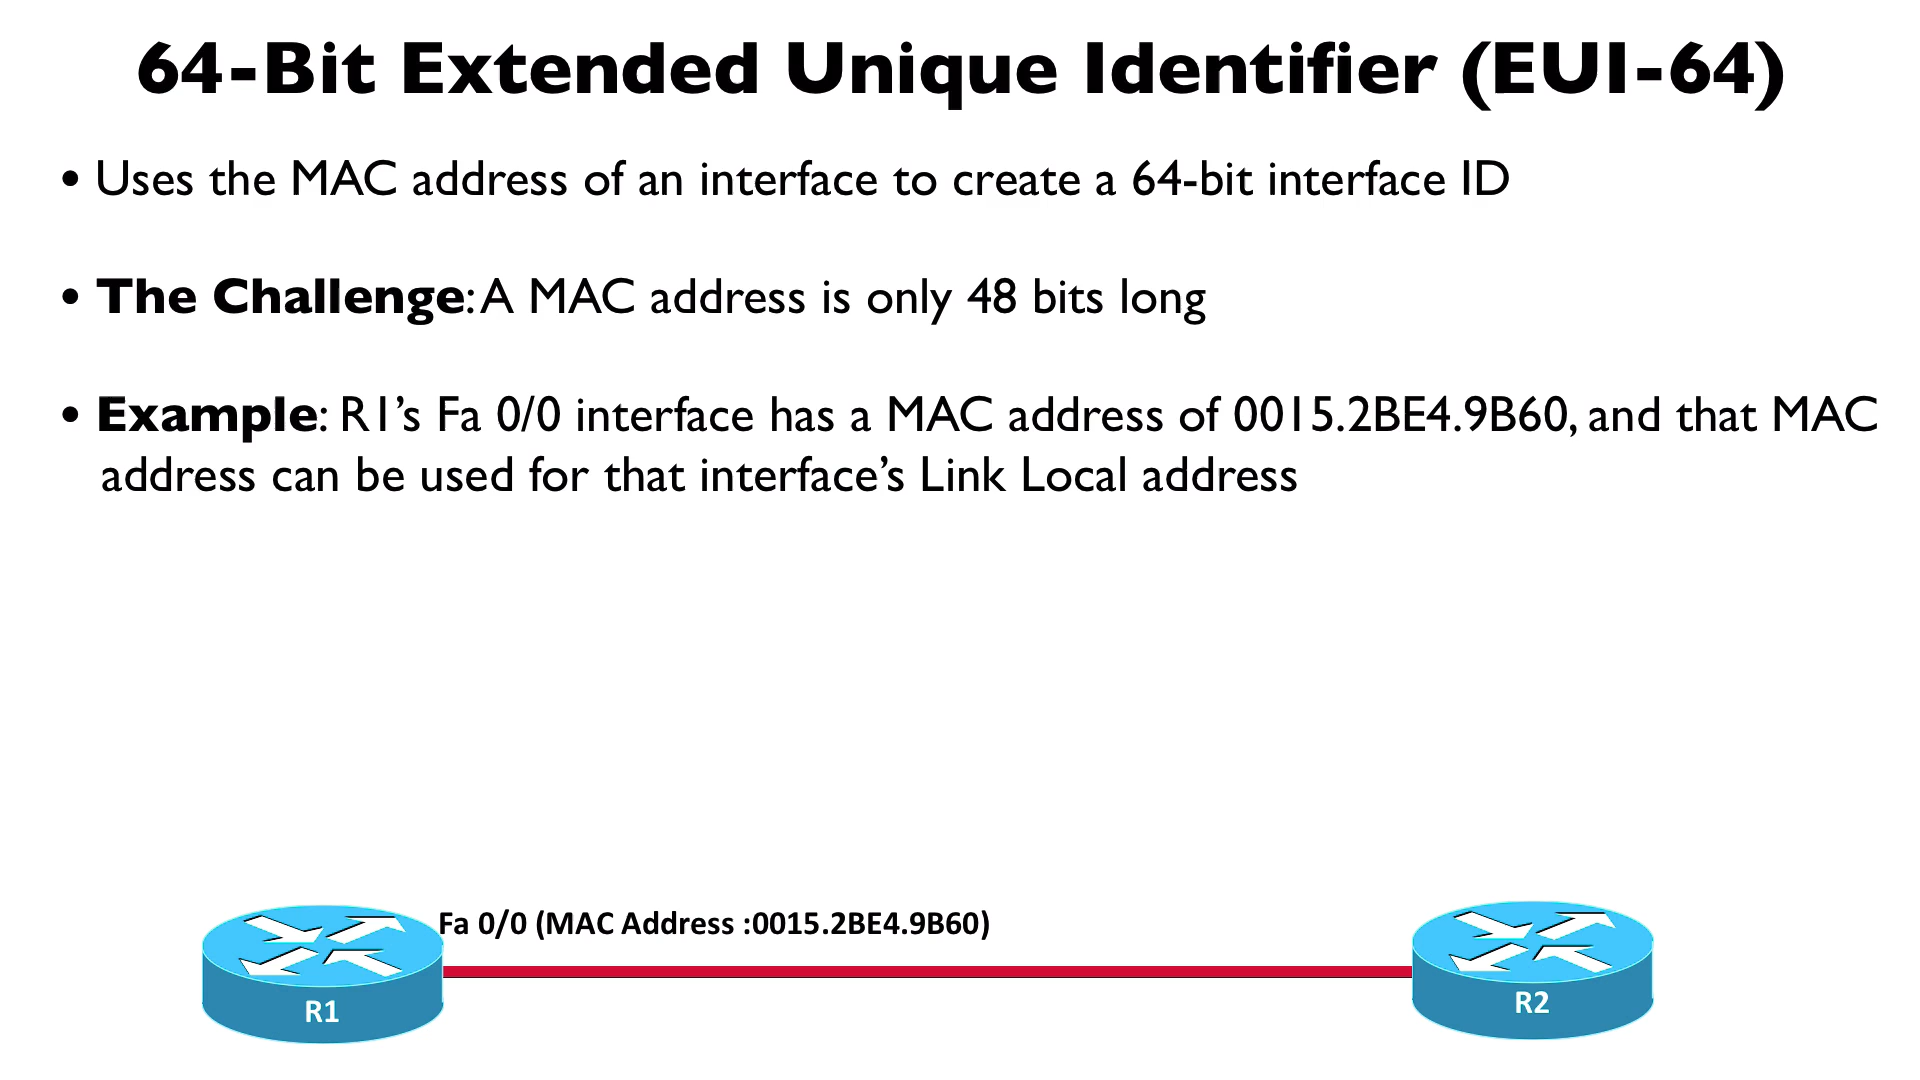 64-Bit Extended Unique Identifier (EUI-64)
• Uses the MAC address of an interface to create a 64-bit interface ID
• The Challenge: A MAC address is only 48 bits long
• Example: R1’s Fa 0/0 interface has a MAC address of 0015.2BE4.9B60, and that MAC
address can be used for that interface’s Link Local address
Fa 0/0 (MAC Address :0015.2BE4.9B60)
R1
R2